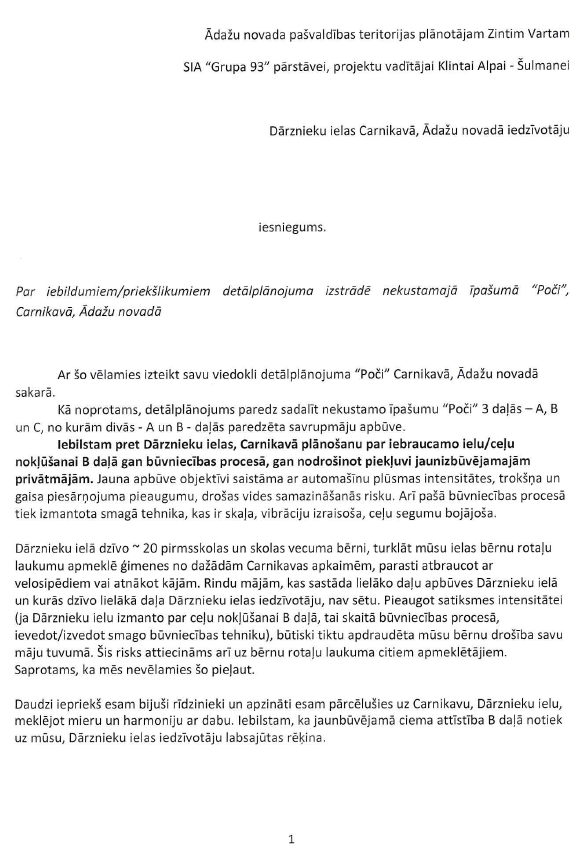 Ādažu novada pašvaldības teritorijas plānotājam Zintim Vartam
SIA “Grupa 93” pārstāvei, projektu vadītājai Klintai Alpai - Šulmanei
Dārznieku ielas Carnikavā, Ādažu novadā iedzīvotāju
iesniegums.
Par iebildumiem/priekšlikumiem detālplānojuma izstrādē nekustamajā īpašumā “Poči”,
Carnikavā, Ādažu novadā
Ar šo vēlamies izteikt savu viedokli detālplānojuma “Poči” Carnikavā, Ādažu novadā
sakarā.
Kā noprotams, detālplānojums paredz sadalīt nekustamo īpašumu “Poči” 3 daļās – A, B
un C, no kurām divās - A un B - daļās paredzēta savrupmāju apbūve.
Iebilstam pret Dārznieku ielas, Carnikavā plānošanu par iebraucamo ielu/ceļu
nokļūšanai B daļā gan būvniecības procesā, gan nodrošinot piekļuvi jaunizbūvējamajām
privātmājām. Jauna apbūve objektīvi saistāma ar automašīnu plūsmas intensitātes, trokšņa un
gaisa piesārņojuma pieaugumu, drošas vides samazināšanās risku. Arī pašā būvniecības procesā
tiek izmantota smagā tehnika, kas ir skaļa, vibrāciju izraisoša, ceļu segumu bojājoša.
Dārznieku ielā dzīvo ~ 20 pirmsskolas un skolas vecuma bērni, turklāt mūsu ielas bērnu rotaļu
laukumu apmeklē ģimenes no dažādām Carnikavas apkaimēm, parasti atbraucot ar
velosipēdiem vai atnākot kājām. Rindu mājām, kas sastāda lielāko daļu apbūves Dārznieku ielā
un kurās dzīvo lielākā daļa Dārznieku ielas iedzīvotāju, nav sētu. Pieaugot satiksmes intensitātei
(ja Dārznieku ielu izmanto par ceļu nokļūšanai B daļā, tai skaitā būvniecības procesā,
ievedot/izvedot smago būvniecības tehniku), būtiski tiktu apdraudēta mūsu bērnu drošība savu
māju tuvumā. Šis risks attiecināms arī uz bērnu rotaļu laukuma citiem apmeklētājiem.
Saprotams, ka mēs nevēlamies šo pieļaut.
Daudzi iepriekš esam bijuši rīdzinieki un apzināti esam pārcēlušies uz Carnikavu, Dārznieku ielu,
meklējot mieru un harmoniju ar dabu. Iebilstam, ka jaunbūvējamā ciema attīstība B daļā notiek
uz mūsu, Dārznieku ielas iedzīvotāju labsajūtas rēķina.
1